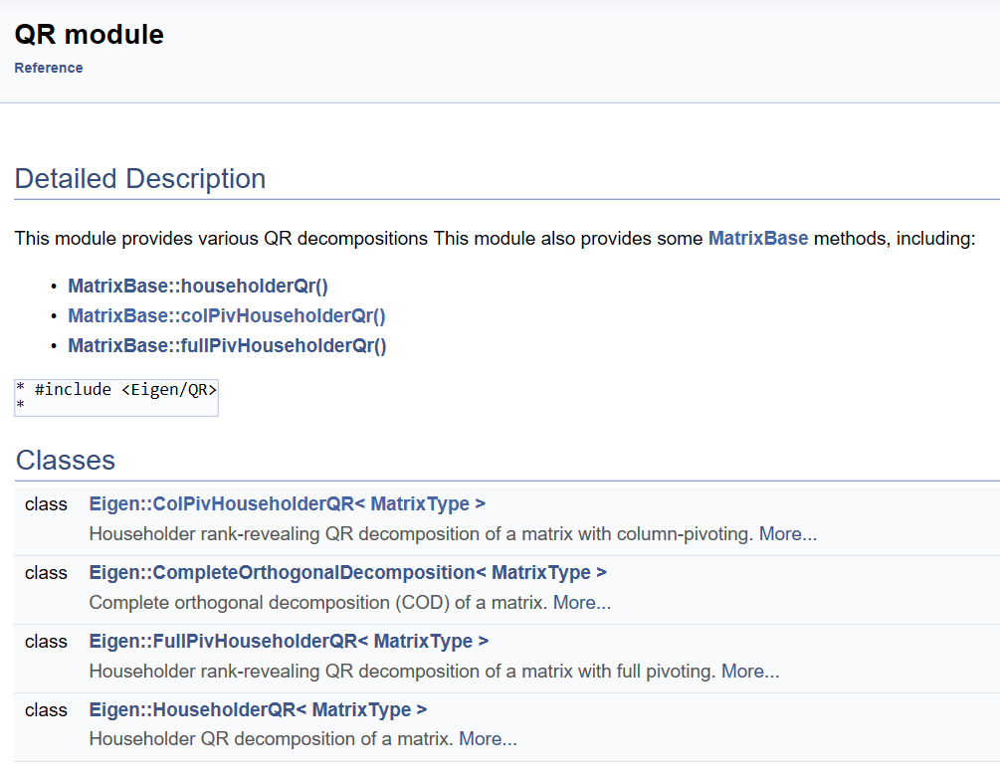 QR module
Reference
Detailed Description
This module provides various QR decompositions This module also provides some MatrixBase methods, including:
• MatrixBase::householderQr()
• MatrixBase::colPivHouseholderQr()
• MatrixBase::fullPivHouseholderQr()
* #include <Eigen/QR>
*
Classes
class Eigen::ColPivHouseholderQR< MatrixType >
Householder rank-revealing QR decomposition of a matrix with column-pivoting. More...
class Eigen::CompleteOrthogonalDecomposition< MatrixType >
Complete orthogonal decomposition (COD) of a matrix. More...
class Eigen::FullPivHouseholderQR< MatrixType >
Householder rank-revealing QR decomposition of a matrix with full pivoting. More...
class Eigen::HouseholderQR< MatrixType >
Householder QR decomposition of a matrix. More...